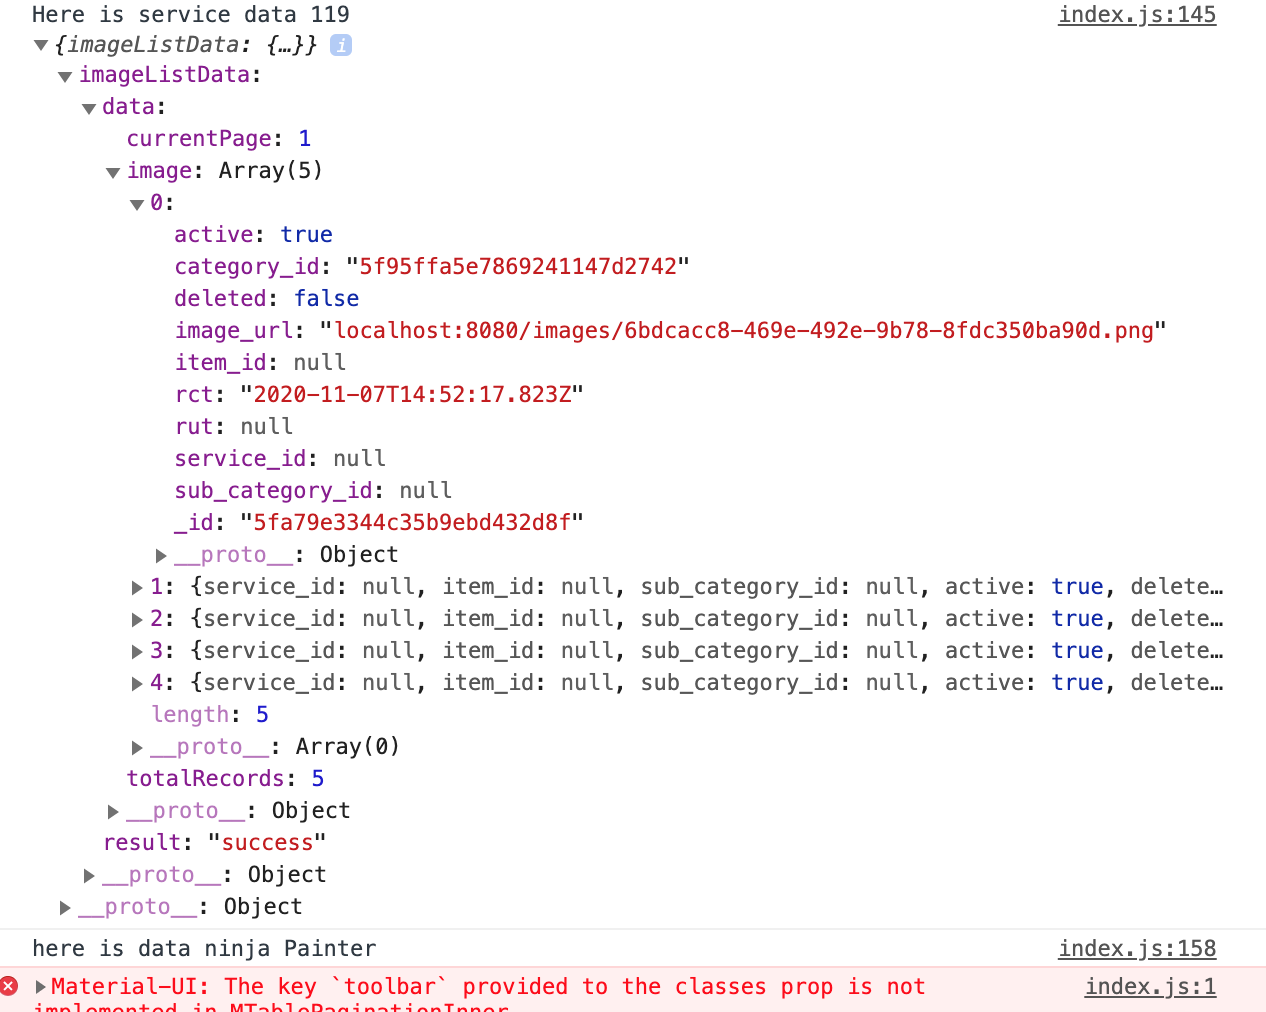 Here is service data 119 index.js:145
▼{imageListData: {…}} i
▼imageListData:
▼data:
currentPage: 1
▼image: Array(5)
▼0:
active: true
category_id: "5f95ffa5e7869241147d2742"
deleted: false
image_url: "localhost:8080/images/6bdcacc8-469e-492e-9b78-8fdc350ba90d.png"
item_id: null
rct: "2020-11-07T14:52:17.823Z"
rut: null
service_id: null
sub_category_id: null
_id: "5fa79e3344c35b9ebd432d8f"
▶__proto__: Object
▶1: {service_id: null, item_id: null, sub_category_id: null, active: true, delete…
▶2: {service_id: null, item_id: null, sub_category_id: null, active: true, delete…
▶3: {service_id: null, item_id: null, sub_category_id: null, active: true, delete…
▶4: {service_id: null, item_id: null, sub_category_id: null, active: true, delete…
length: 5
▶__proto__: Array(0)
totalRecords: 5
▶__proto__: Object
result: "success"
▶__proto__: Object
▶__proto__: Object
here is data ninja Painter index.js:158
▶Material-UI: The key `toolbar` provided to the classes prop is not index.js:1
implemented in MTablePaginationInner